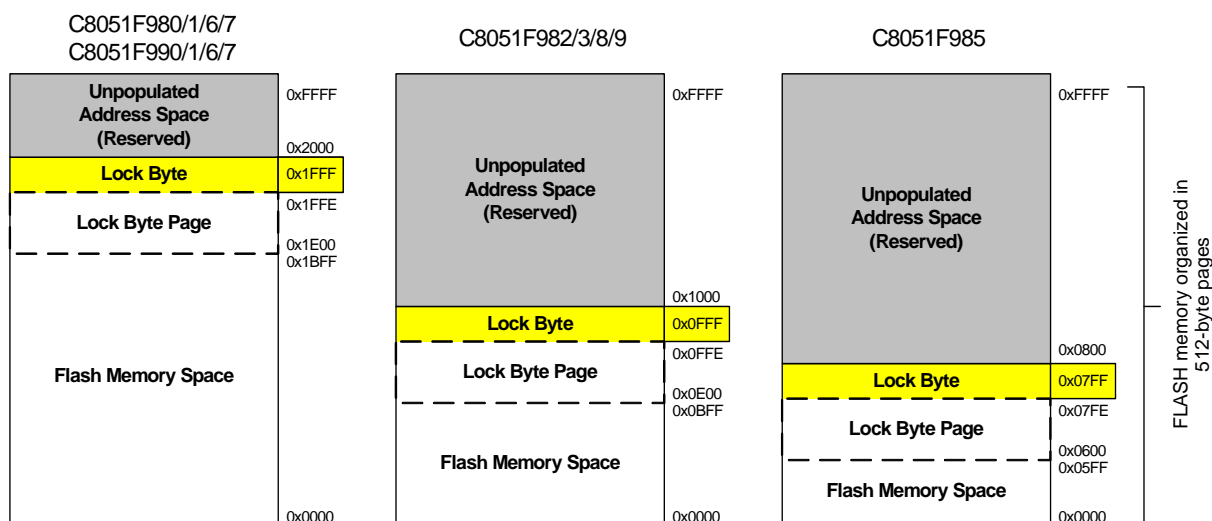 C8051F980/1/6/7
C8051F990/1/6/7
Unpopulated
Address Space
(Reserved)
0xFFFF
0x2000
Lock Byte
0x1FFF
0x1FFE
Lock Byte Page
0x1E00
0x1BFF
Flash Memory Space
0x0000
C8051F982/3/8/9
0xFFFF
Unpopulated
Address Space
(Reserved)
0x1000
Lock Byte
0x0FFF
0x0FFE
Lock Byte Page
0x0E00
0x0BFF
Flash Memory Space
0x0000
C8051F985
0xFFFF
Unpopulated
Address Space
(Reserved)
0x0800
Lock Byte
0x07FF
0x07FE
Lock Byte Page
0x0600
0x05FF
Flash Memory Space
0x0000
FLASH memory organized in
512-byte pages